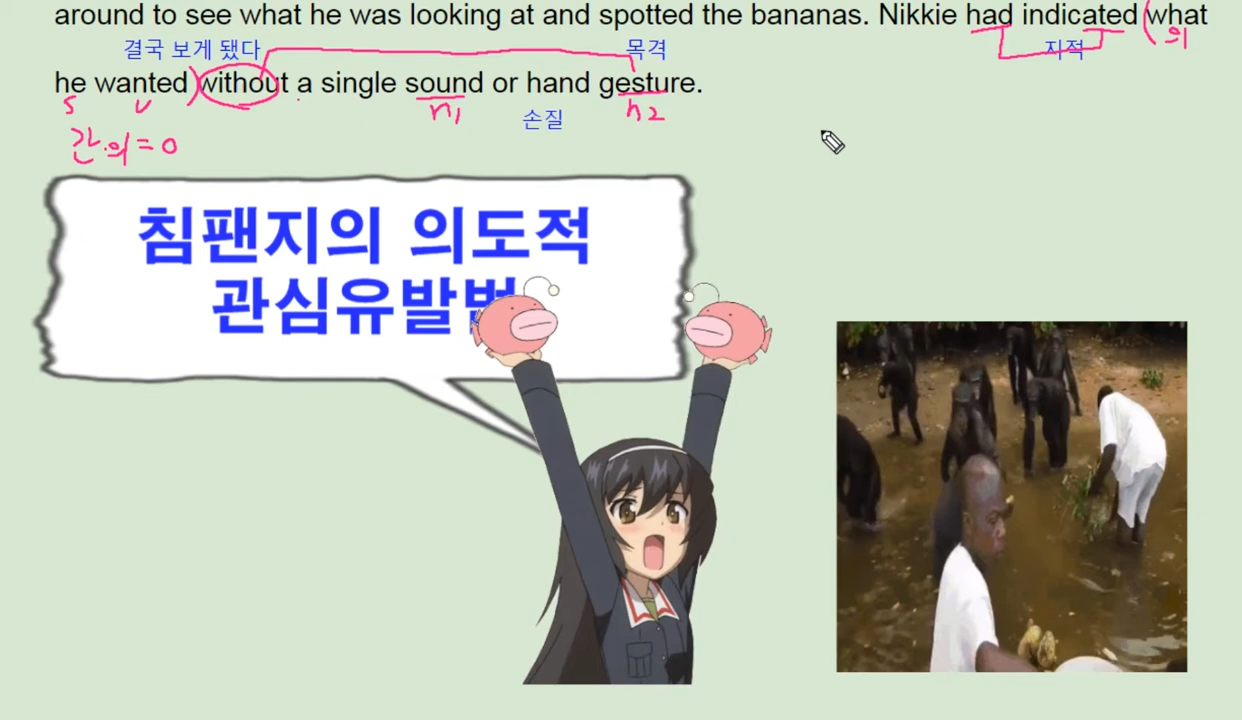 around to see what he was looking at and spotted the bananas. Nikkie had indicated (what
결국 보게 됐다 목격 지적 의
he wanted) without a single sound or hand gesture.
s v n1 손질 n2
간.의=0
침팬지의 의도적
관심유발법